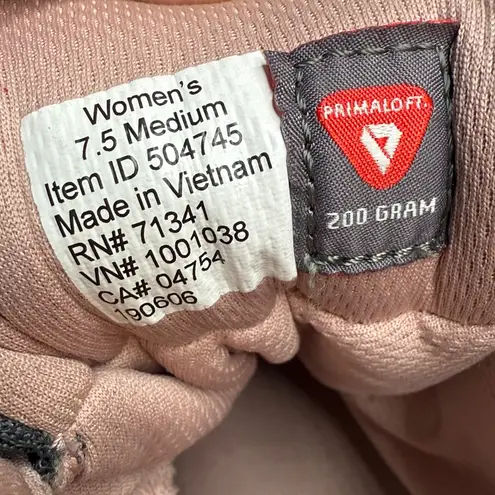 Women's
7.5 Medium
Item ID 504745
Made in Vietnam
RN# 71341
VN# 1001038
CA# 04754
190606
PRIMALOFT.
200 GRAM